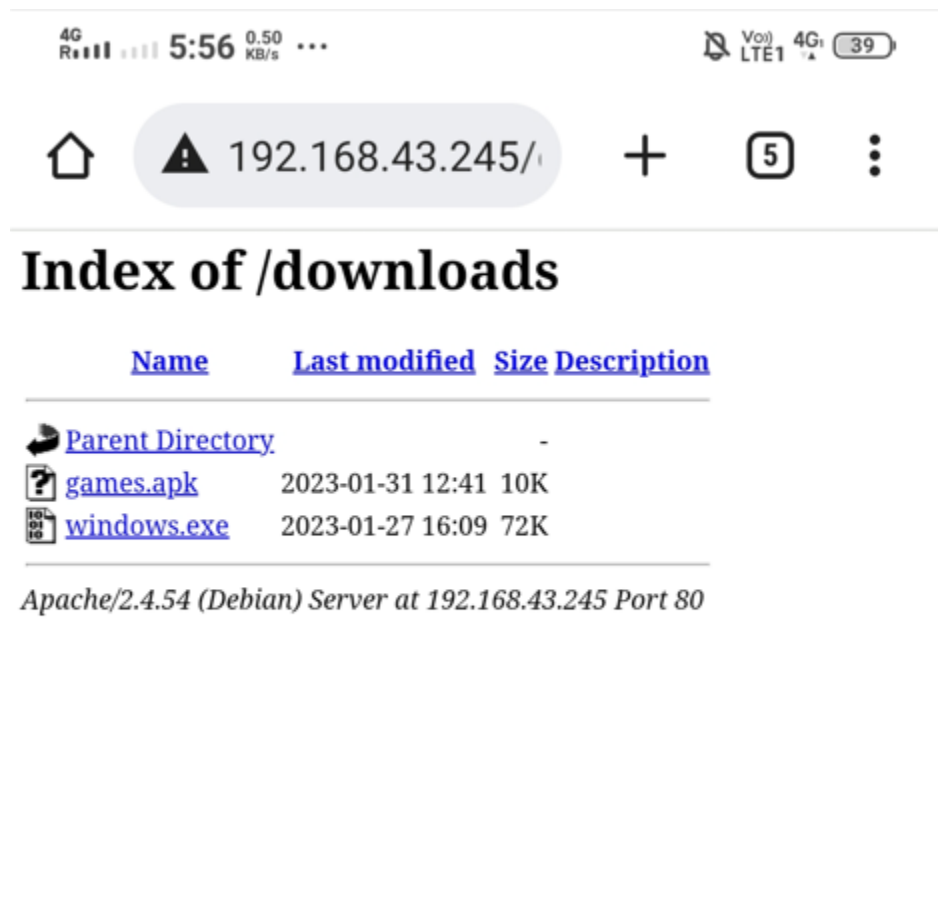 4G
R 5:56 0.50 KB/s ...
Vo)) LTE1 4G 39
192.168.43.245/
5
Index of /downloads
Name Last modified Size Description
Parent Directory -
games.apk 2023-01-31 12:41 10K
windows.exe 2023-01-27 16:09 72K
Apache/2.4.54 (Debian) Server at 192.168.43.245 Port 80